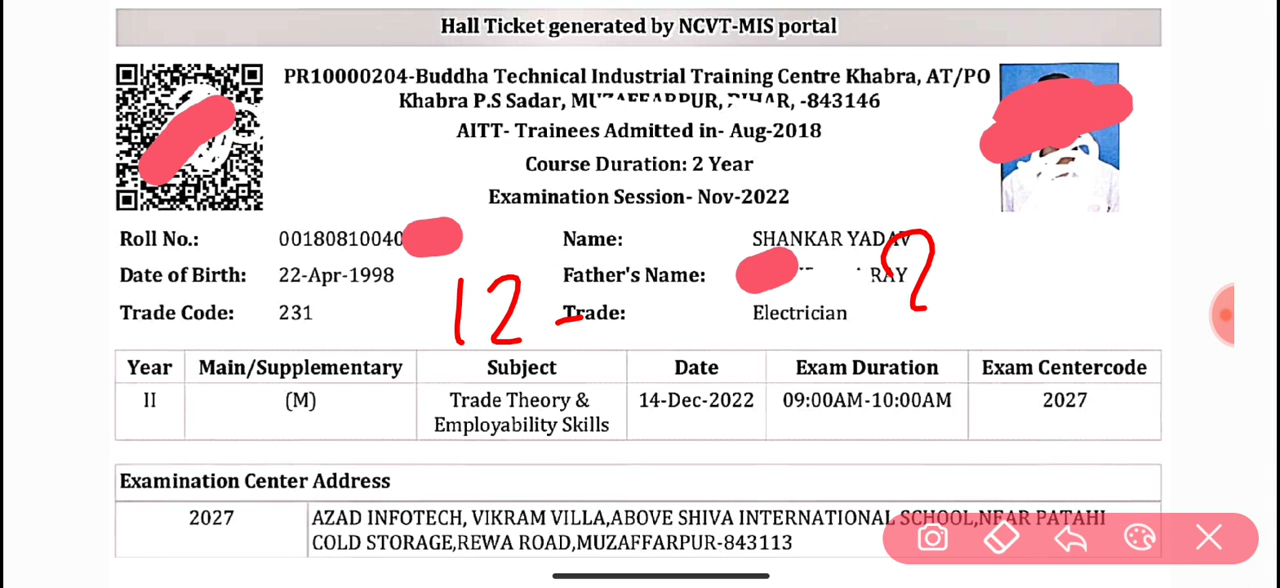 Hall Ticket generated by NCVT-MIS portal
PR10000204-Buddha Technical Industrial Training Centre Khabra, AT/PO
Khabra P.S Sadar, MUZAFFARPUR, BIHAR, -843146
AITT- Trainees Admitted in- Aug-2018
Course Duration: 2 Year
Examination Session- Nov-2022
Roll No.: 00180810040 Name: SHANKAR YADAV
Date of Birth: 22-Apr-1998 Father's Name: RAY ?
Trade Code: 231 12 - Trade: Electrician
Year Main/Supplementary Subject Date Exam Duration Exam Centercode
II (M) Trade Theory & 14-Dec-2022 09:00AM-10:00AM 2027
Employability Skills
Examination Center Address
2027 AZAD INFOTECH, VIKRAM VILLA,ABOVE SHIVA INTERNATIONAL SCHOOL,NEAR PATAHI
COLD STORAGE,REWA ROAD,MUZAFFARPUR-843113